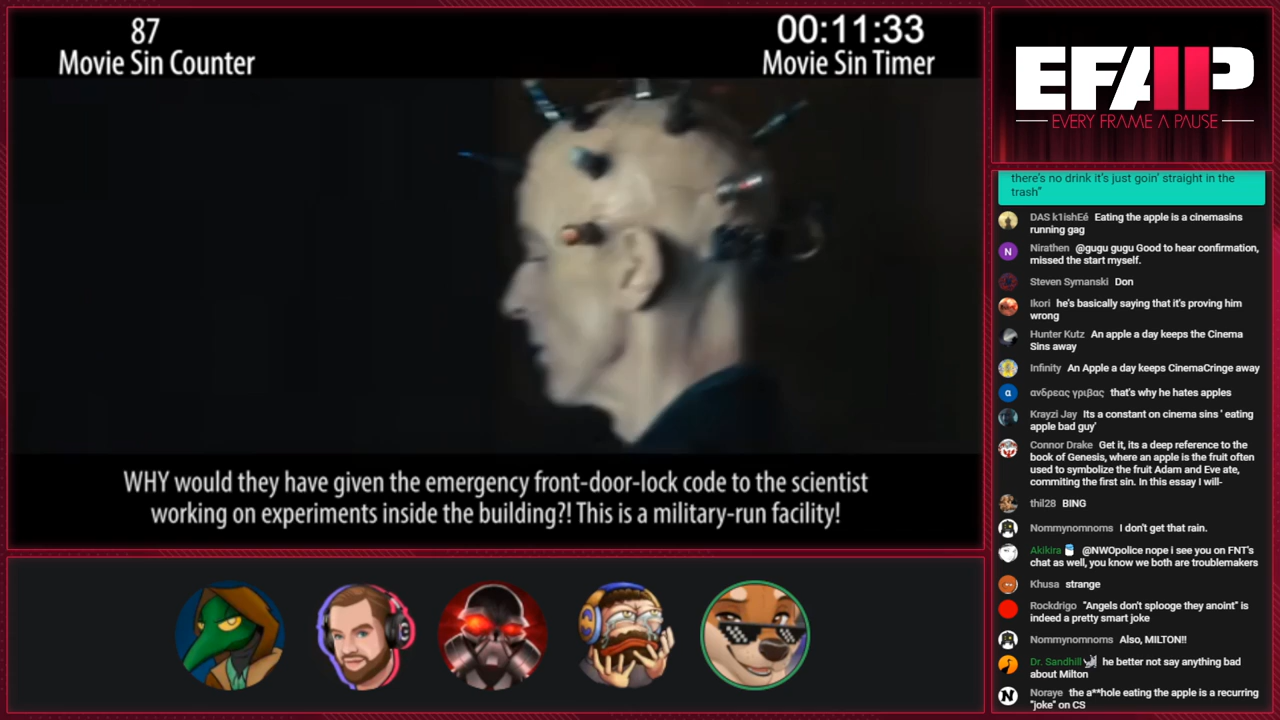 87
Movie Sin Counter
00:11:33
Movie Sin Timer
WHY would they have given the emergency front-door-lock code to the scientist
working on experiments inside the building?! This is a military-run facility!
EFAP
EVERY FRAME A PAUSE
there's no drink it's just goin' straight in the
trash"
DAS k1ishEé Eating the apple is a cinemasins
running gag
N
Nirathen @gugu gugu Good to hear confirmation,
missed the start myself.
Steven Symanski Don
Ikori he's basically saying that it's proving him
wrong
Hunter Kutz An apple a day keeps the Cinema
Sins away
Infinity An Apple a day keeps CinemaCringe away
α
ανδρεας γριβας that's why he hates apples
Krayzi Jay Its a constant on cinema sins ' eating
apple bad guy'
Connor Drake Get it, its a deep reference to the
book of Genesis, where an apple is the fruit often
used to symbolize the fruit Adam and Eve ate,
commiting the first sin. In this essay I will-
thil28 BING
Nommynomnoms I don't get that rain.
Akikira @NWOpolice nope i see you on FNT's
chat as well, you know we both are troublemakers
Khusa strange
Rockdrigo "Angels don't splooge they anoint" is
indeed a pretty smart joke
Nommynomnoms Also, MILTON!!
Dr. Sandhill he better not say anything bad
about Milton
N
Noraye the a**hole eating the apple is a recurring
"joke" on CS